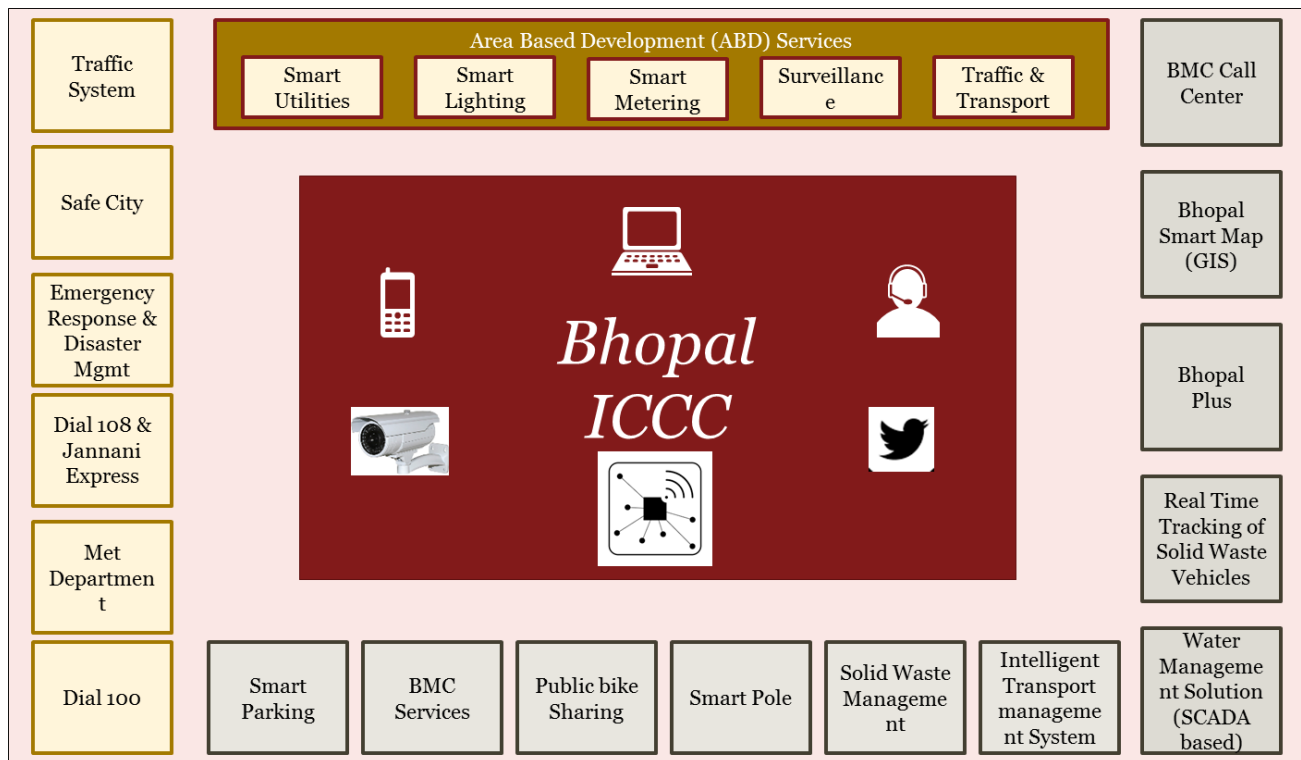 Area Based Development (ABD) Services
Smart
Utilities
Smart
Lighting
Smart
Metering
Surveillanc
e
Traffic &
Transport
Traffic
System
Safe City
Emergency
Response &
Disaster
Mgmt
Dial 108 &
Jannani
Express
Met
Departmen
t
Dial 100
Bhopal
ICCC
BMC Call
Center
Bhopal
Smart Map
(GIS)
Bhopal
Plus
Real Time
Tracking of
Solid Waste
Vehicles
Water
Manageme
nt Solution
(SCADA
based)
Smart
Parking
BMC
Services
Public bike
Sharing
Smart Pole
Solid Waste
Manageme
nt
Intelligent
Transport
manageme
nt System